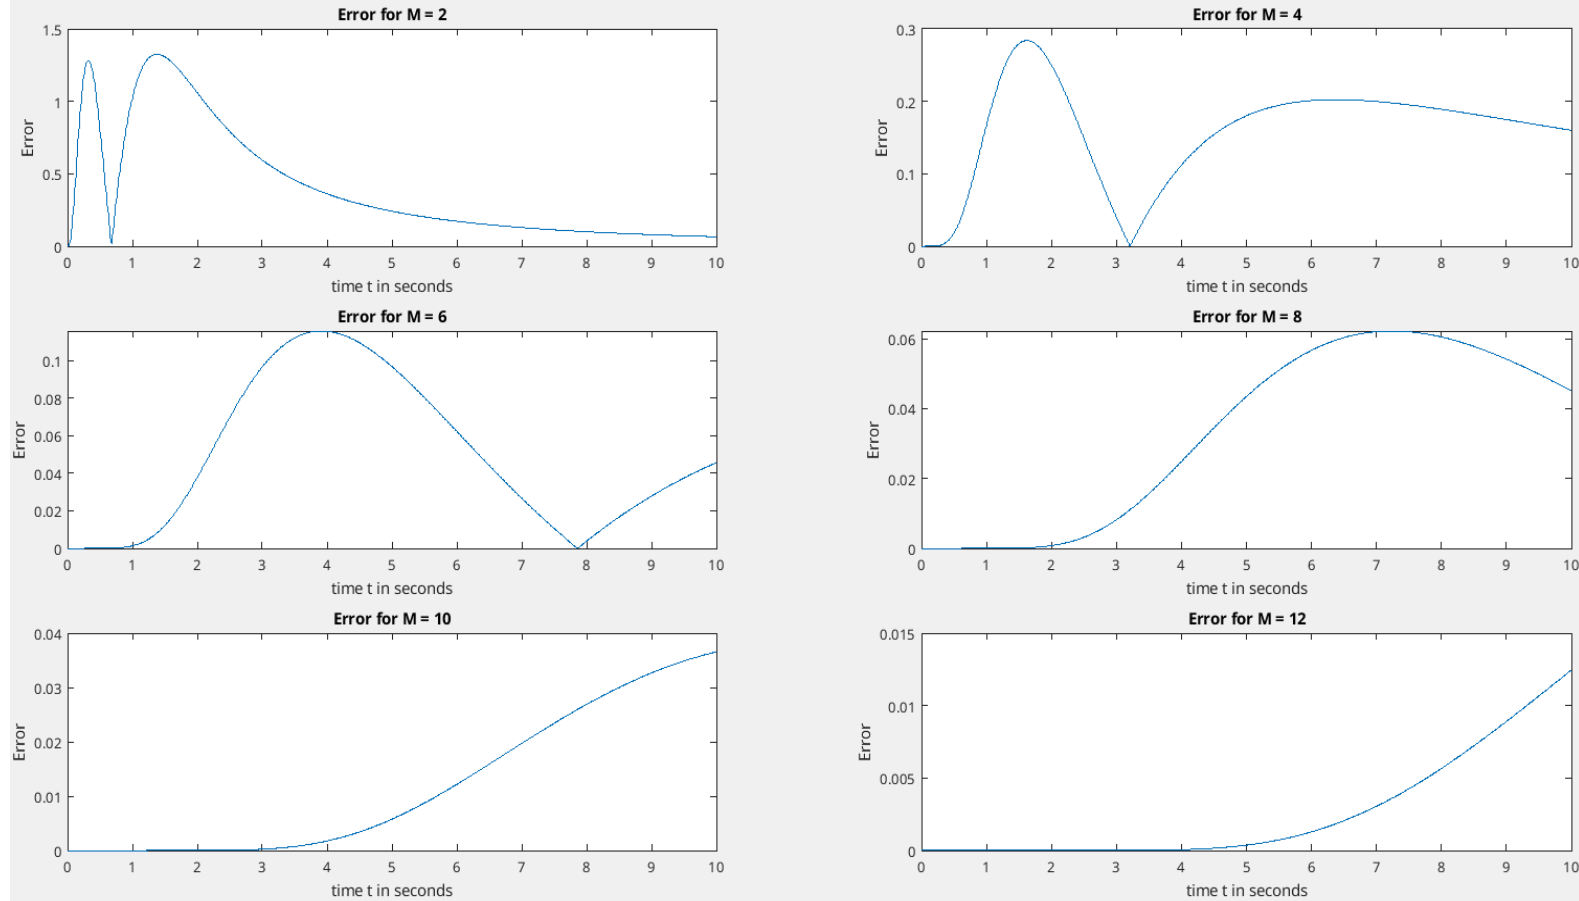 Error for M = 2
1.5
1
0.5
0
Error
0 1 2 3 4 5 6 7 8 9 10
time t in seconds
Error for M = 4
0.3
0.2
0.1
0
Error
0 1 2 3 4 5 6 7 8 9 10
time t in seconds
Error for M = 6
0.1
0.08
0.06
0.04
0.02
0
Error
0 1 2 3 4 5 6 7 8 9 10
time t in seconds
Error for M = 8
0.06
0.04
0.02
0
Error
0 1 2 3 4 5 6 7 8 9 10
time t in seconds
Error for M = 10
0.04
0.03
0.02
0.01
0
Error
0 1 2 3 4 5 6 7 8 9 10
time t in seconds
Error for M = 12
0.015
0.01
0.005
0
Error
0 1 2 3 4 5 6 7 8 9 10
time t in seconds